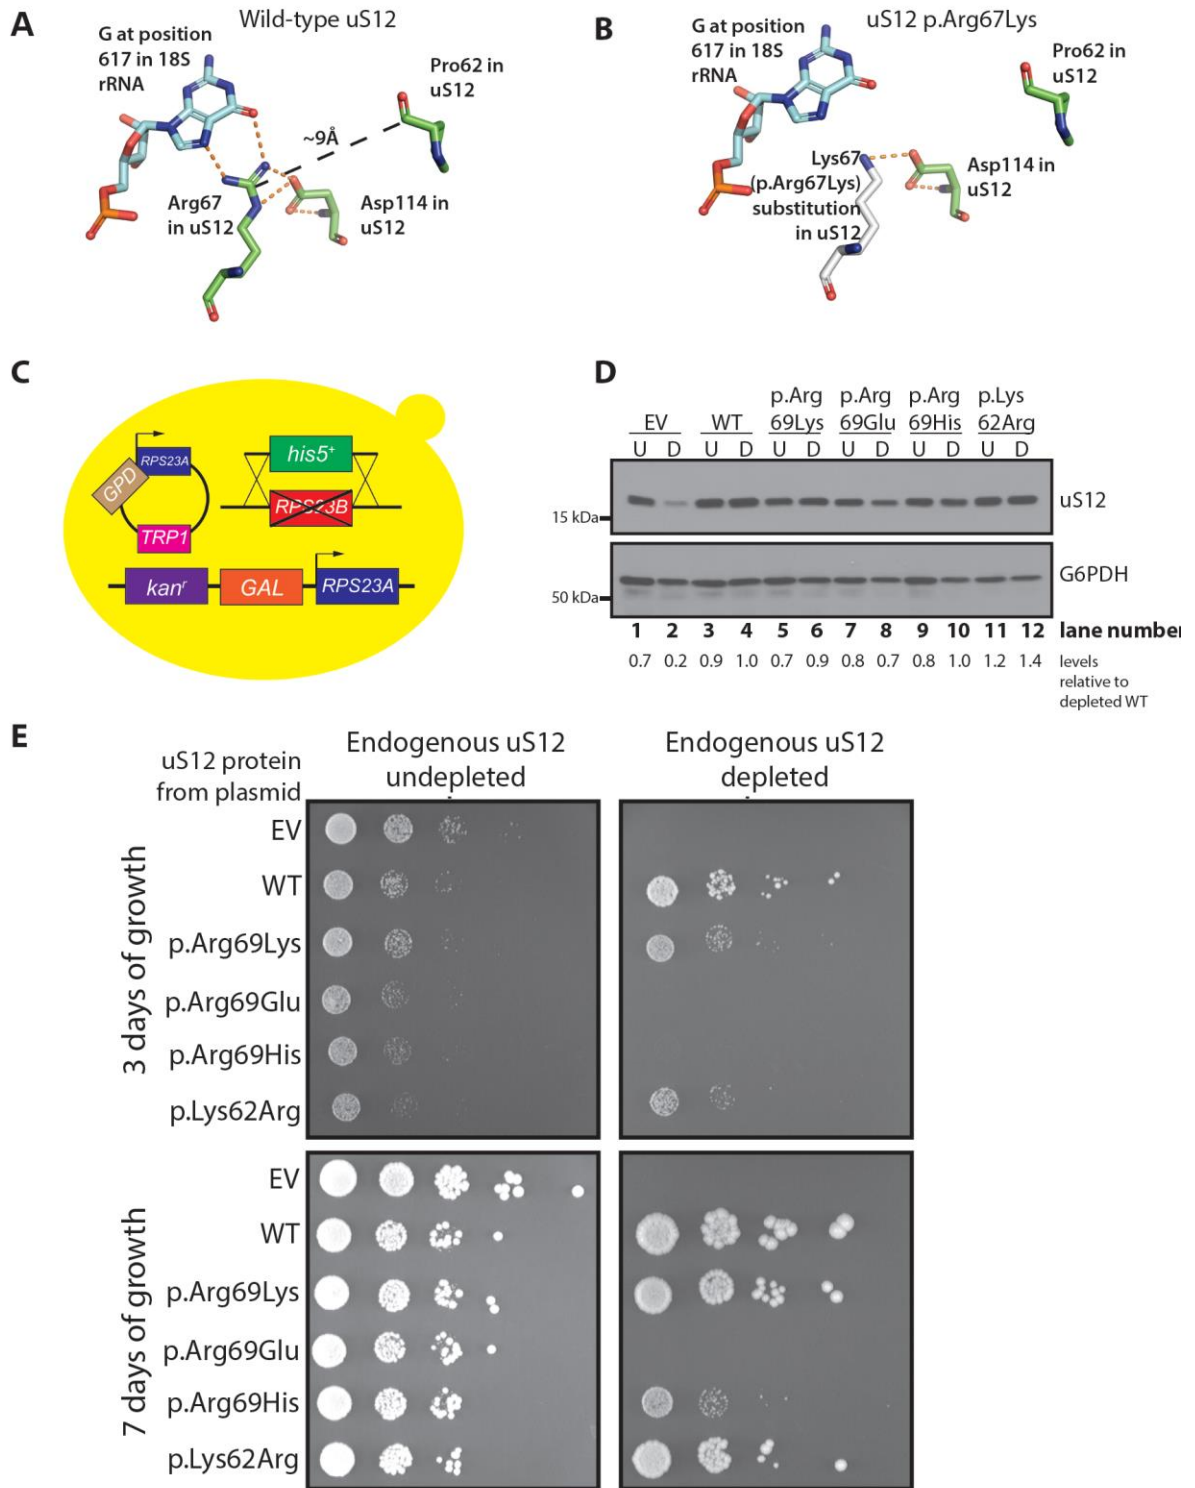 A
Wild-type uS12
G at position
617 in 18S
rRNA
Pro62 in
uS12
~9Å
Arg67
in uS12
Asp114 in
uS12
B
uS12 p.Arg67Lys
G at position
617 in 18S
rRNA
Pro62 in
uS12
Lys67
(p.Arg67Lys)
substitution
in uS12
Asp114 in
uS12
C
GPD
RPS23A
TRP1
his5⁺
RPS23B
kanʳ
GAL
RPS23A
D
EV
WT
p.Arg
69Lys
p.Arg
69Glu
p.Arg
69His
p.Lys
62Arg
U D U D U D U D U D U D
uS12
15 kDa
G6PDH
50 kDa
1 2 3 4 5 6 7 8 9 10 11 12 lane number
0.7 0.2 0.9 1.0 0.7 0.9 0.8 0.7 0.8 1.0 1.2 1.4 levels
relative to
depleted WT
E
uS12 protein
from plasmid
Endogenous uS12
undepleted
Endogenous uS12
depleted
3 days of growth
EV
WT
p.Arg69Lys
p.Arg69Glu
p.Arg69His
p.Lys62Arg
7 days of growth
EV
WT
p.Arg69Lys
p.Arg69Glu
p.Arg69His
p.Lys62Arg